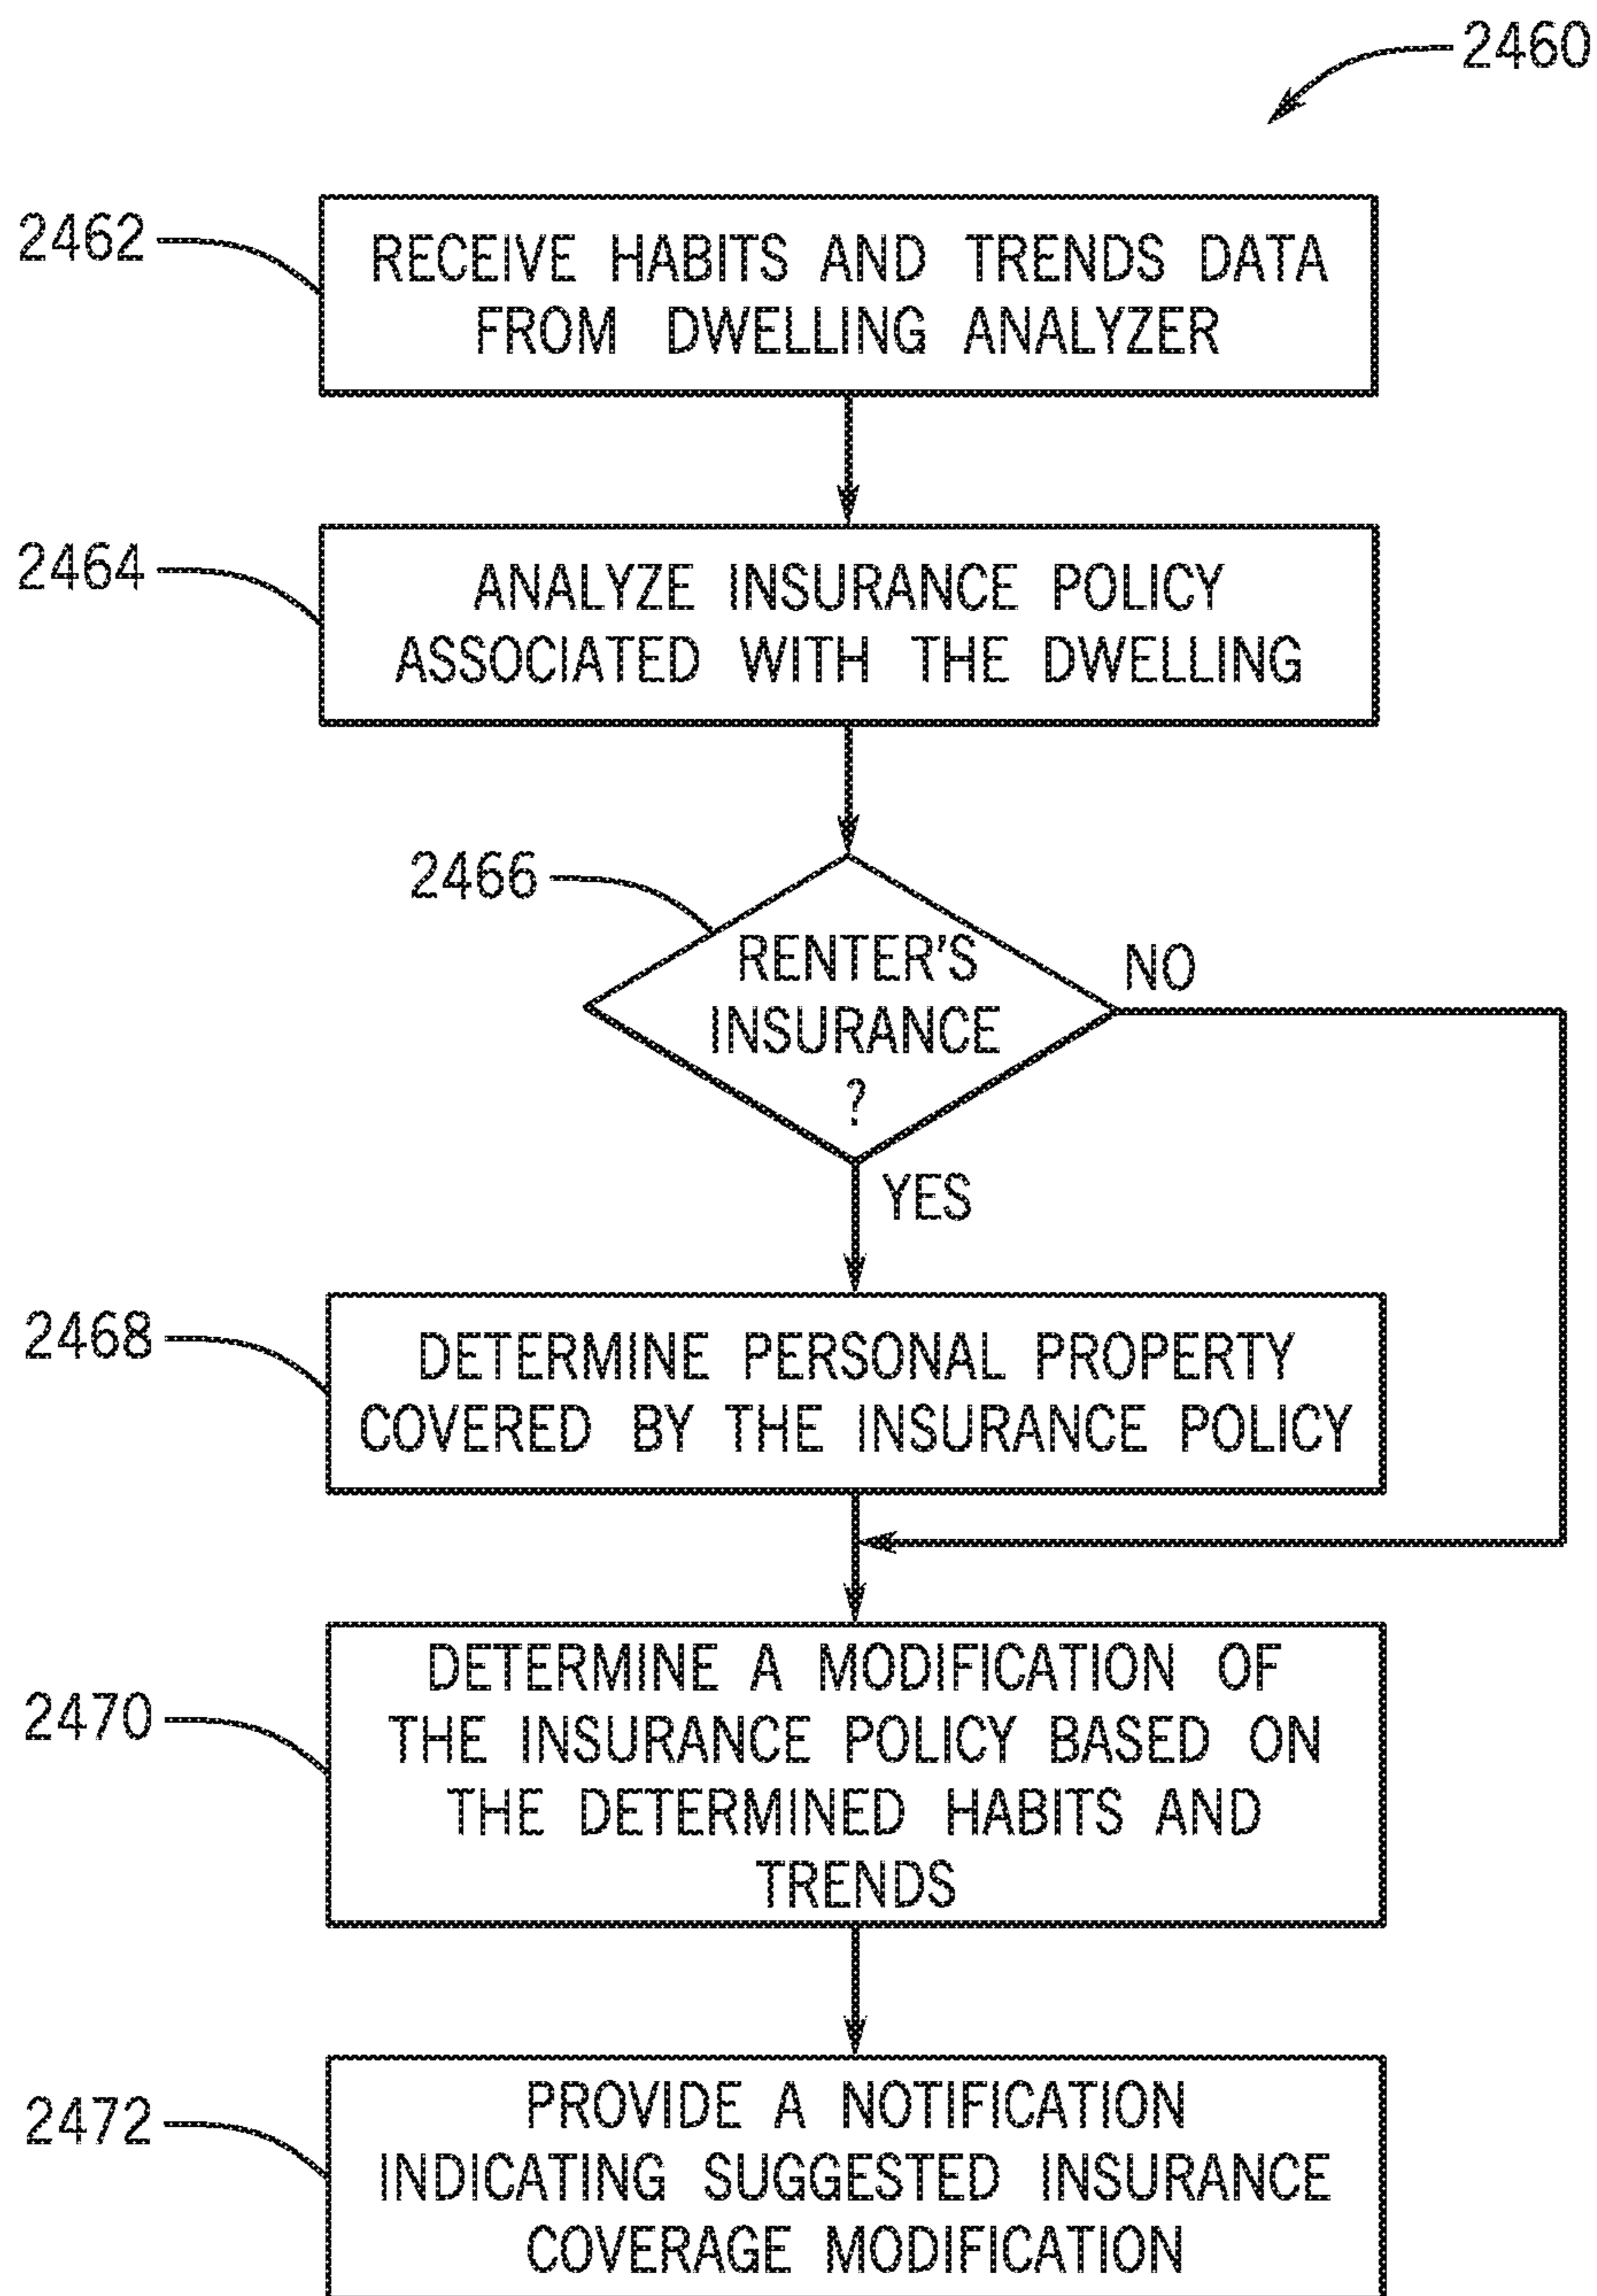 2460
2462
RECEIVE HABITS AND TRENDS DATA
FROM DWELLING ANALYZER
2464
ANALYZE INSURANCE POLICY
ASSOCIATED WITH THE DWELLING
2466
RENTER'S
INSURANCE
?
NO
YES
2468
DETERMINE PERSONAL PROPERTY
COVERED BY THE INSURANCE POLICY
2470
DETERMINE A MODIFICATION OF
THE INSURANCE POLICY BASED ON
THE DETERMINED HABITS AND
TRENDS
2472
PROVIDE A NOTIFICATION
INDICATING SUGGESTED INSURANCE
COVERAGE MODIFICATION